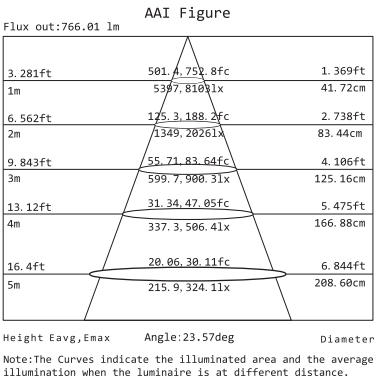 AAI Figure
Flux out:766.01 lm
3.281ft 501.4,752.8fc 1.369ft
1m 5397,8103lx 41.72cm
6.562ft 125.3,188.2fc 2.738ft
2m 1349,2026lx 83.44cm
9.843ft 55.71,83.64fc 4.106ft
3m 599.7,900.3lx 125.16cm
13.12ft 31.34,47.05fc 5.475ft
4m 337.3,506.4lx 166.88cm
16.4ft 20.06,30.11fc 6.844ft
5m 215.9,324.1lx 208.60cm
Height Eavg,Emax Angle:23.57deg Diameter
Note:The Curves indicate the illuminated area and the average
illumination when the luminaire is at different distance.